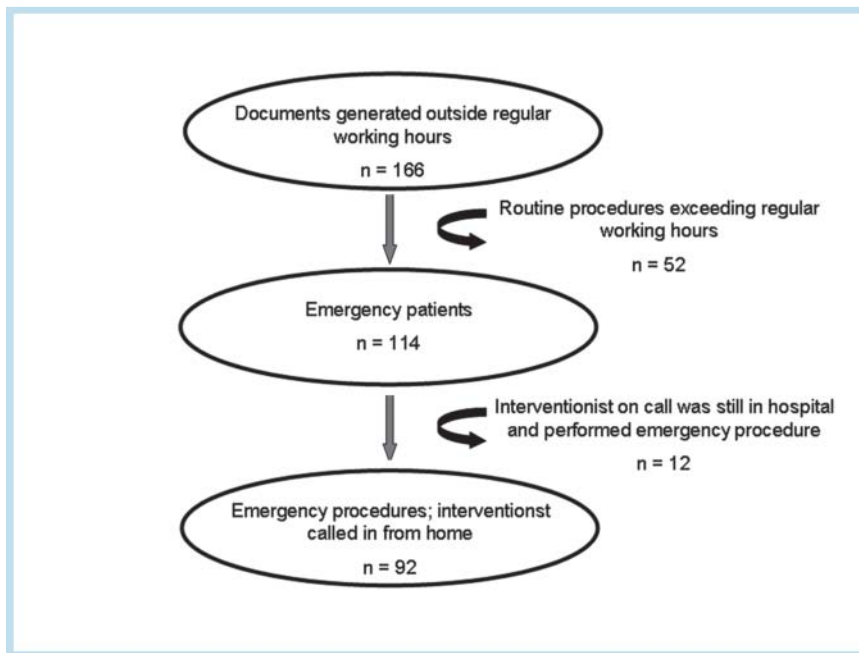 Documents generated outside regular
working hours
n = 166
Routine procedures exceeding regular
working hours
n = 52
Emergency patients
n = 114
Interventionist on call was still in hospital
and performed emergency procedure
n = 12
Emergency procedures; interventionst
called in from home
n = 92